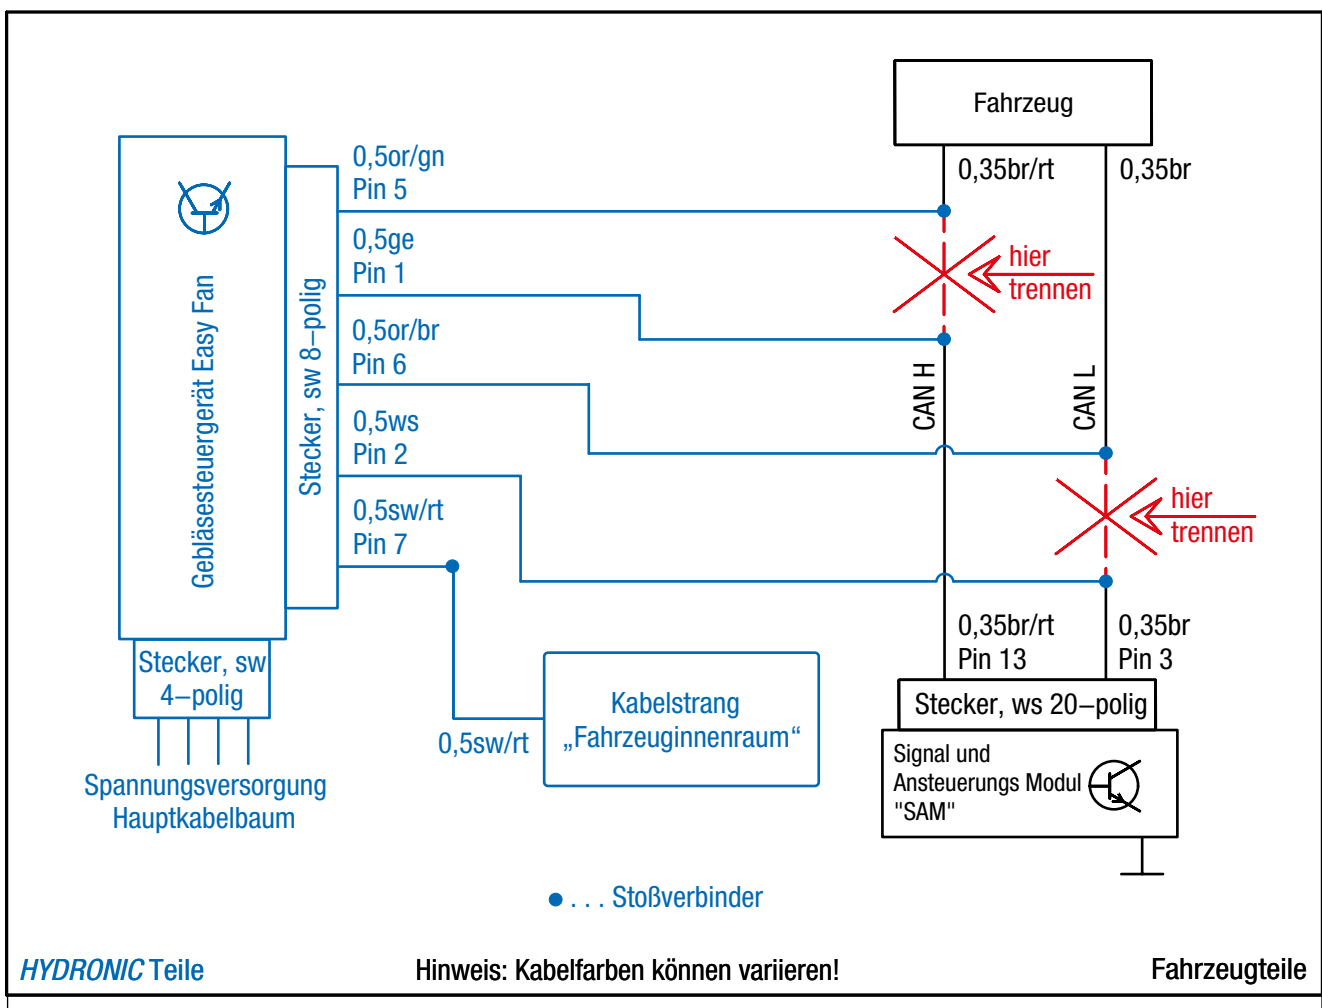 Fahrzeug
0,35br/rt
0,35br
0,5or/gn
Pin 5
0,5ge
Pin 1
0,5or/br
Pin 6
0,5ws
Pin 2
0,5sw/rt
Pin 7
Gebläsesteuergerät Easy Fan
Stecker, sw 8–polig
hier
trennen
CAN H
CAN L
hier
trennen
0,35br/rt
Pin 13
0,35br
Pin 3
Stecker, sw
4–polig
Spannungsversorgung
Hauptkabelbaum
0,5sw/rt
Kabelstrang
„Fahrzeuginnenraum“
Stecker, ws 20–polig
Signal und
Ansteuerungs Modul
"SAM"
. . . Stoßverbinder
HYDRONIC Teile
Hinweis: Kabelfarben können variieren!
Fahrzeugteile